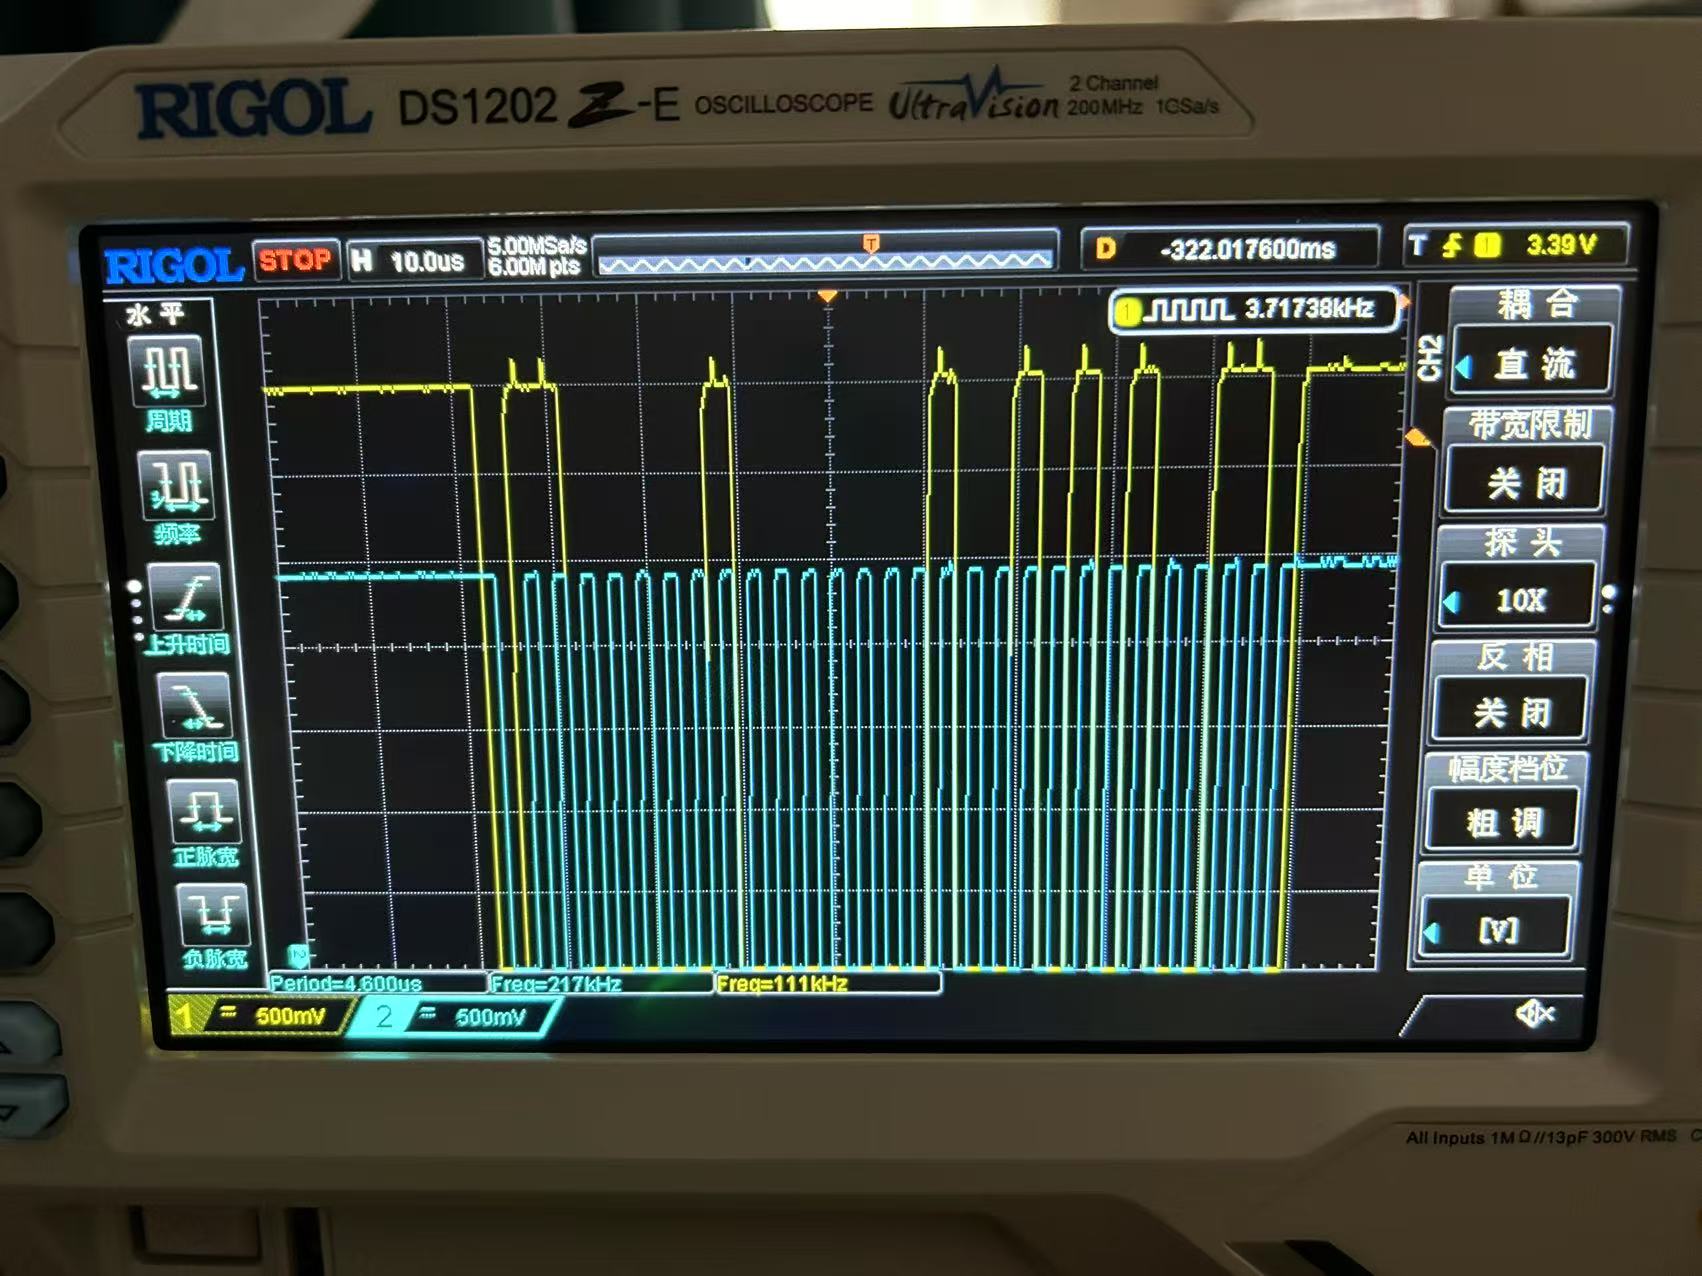 RIGOL DS1202 Z-E OSCILLOSCOPE UltraVision 2 Channel
200MHz 1GSa/s
RIGOL STOP H 10.0us 5.00MSa/s
6.00M pts
T
D -322.017600ms T 1 3.39V
水平
周期
频率
上升时间
下降时间
正脉宽
负脉宽
1 3.71738kHz
CH2
耦合
直流
带宽限制
关闭
探头
10X
反相
关闭
幅度档位
粗调
单位
[V]
2
Period=4.600us Freq=217kHz Freq=111kHz
1 500mV 2 500mV
All Inputs 1MΩ//13pF 300V RMS